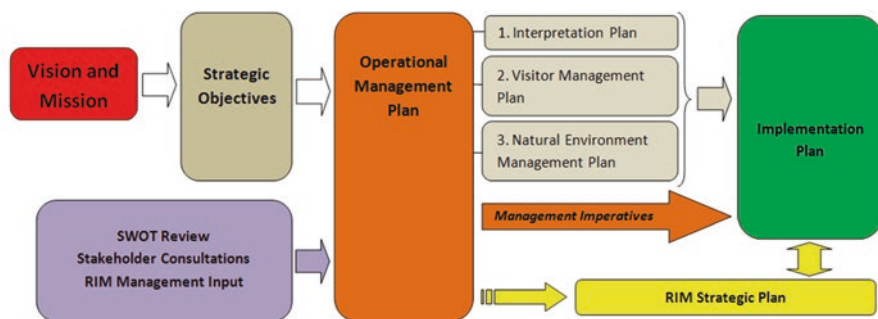 Vision and
Mission
Strategic
Objectives
Operational
Management
Plan
1. Interpretation Plan
2. Visitor Management
Plan
3. Natural Environment
Management Plan
Implementation
Plan
SWOT Review
Stakeholder Consultations
RIM Management Input
Management Imperatives
RIM Strategic Plan